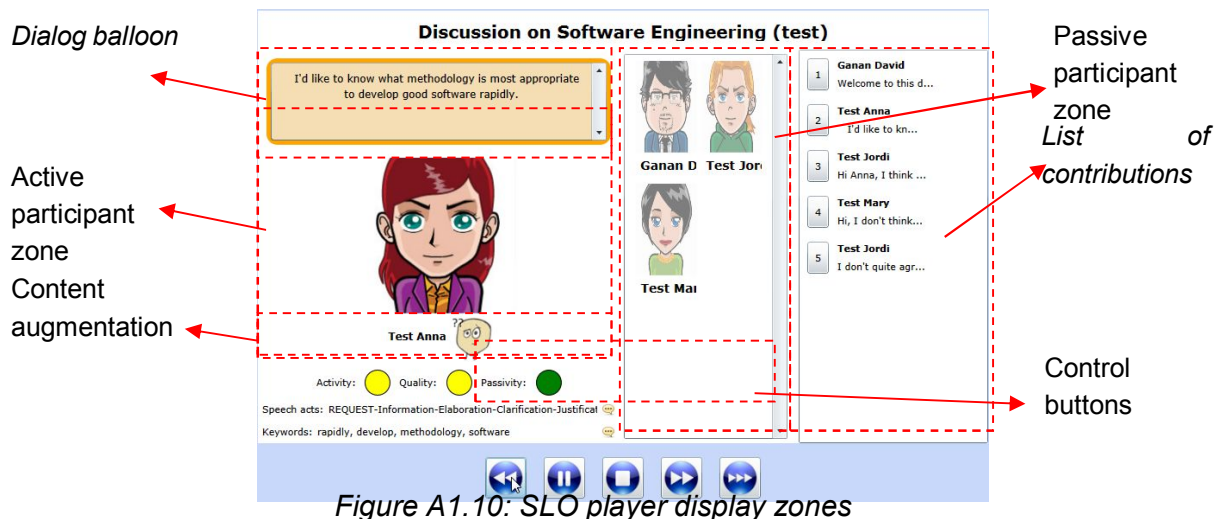 Discussion on Software Engineering (test)
Dialog balloon
I'd like to know what methodology is most appropriate
to develop good software rapidly.
Active
participant
zone
Content
augmentation
Test Anna
??
Activity: Quality: Passivity:
Speech acts: REQUEST-Information-Elaboration-Clarification-Justificat
Keywords: rapidly, develop, methodology, software
Ganan D Test Jor
Test Mar
1 Ganan David
Welcome to this d...
2 Test Anna
I'd like to kn...
3 Test Jordi
Hi Anna, I think ...
4 Test Mary
Hi, I don't think...
5 Test Jordi
I don't quite agr...
Passive
participant
zone
List of
contributions
Control
buttons
Figure A1.10: SLO player display zones